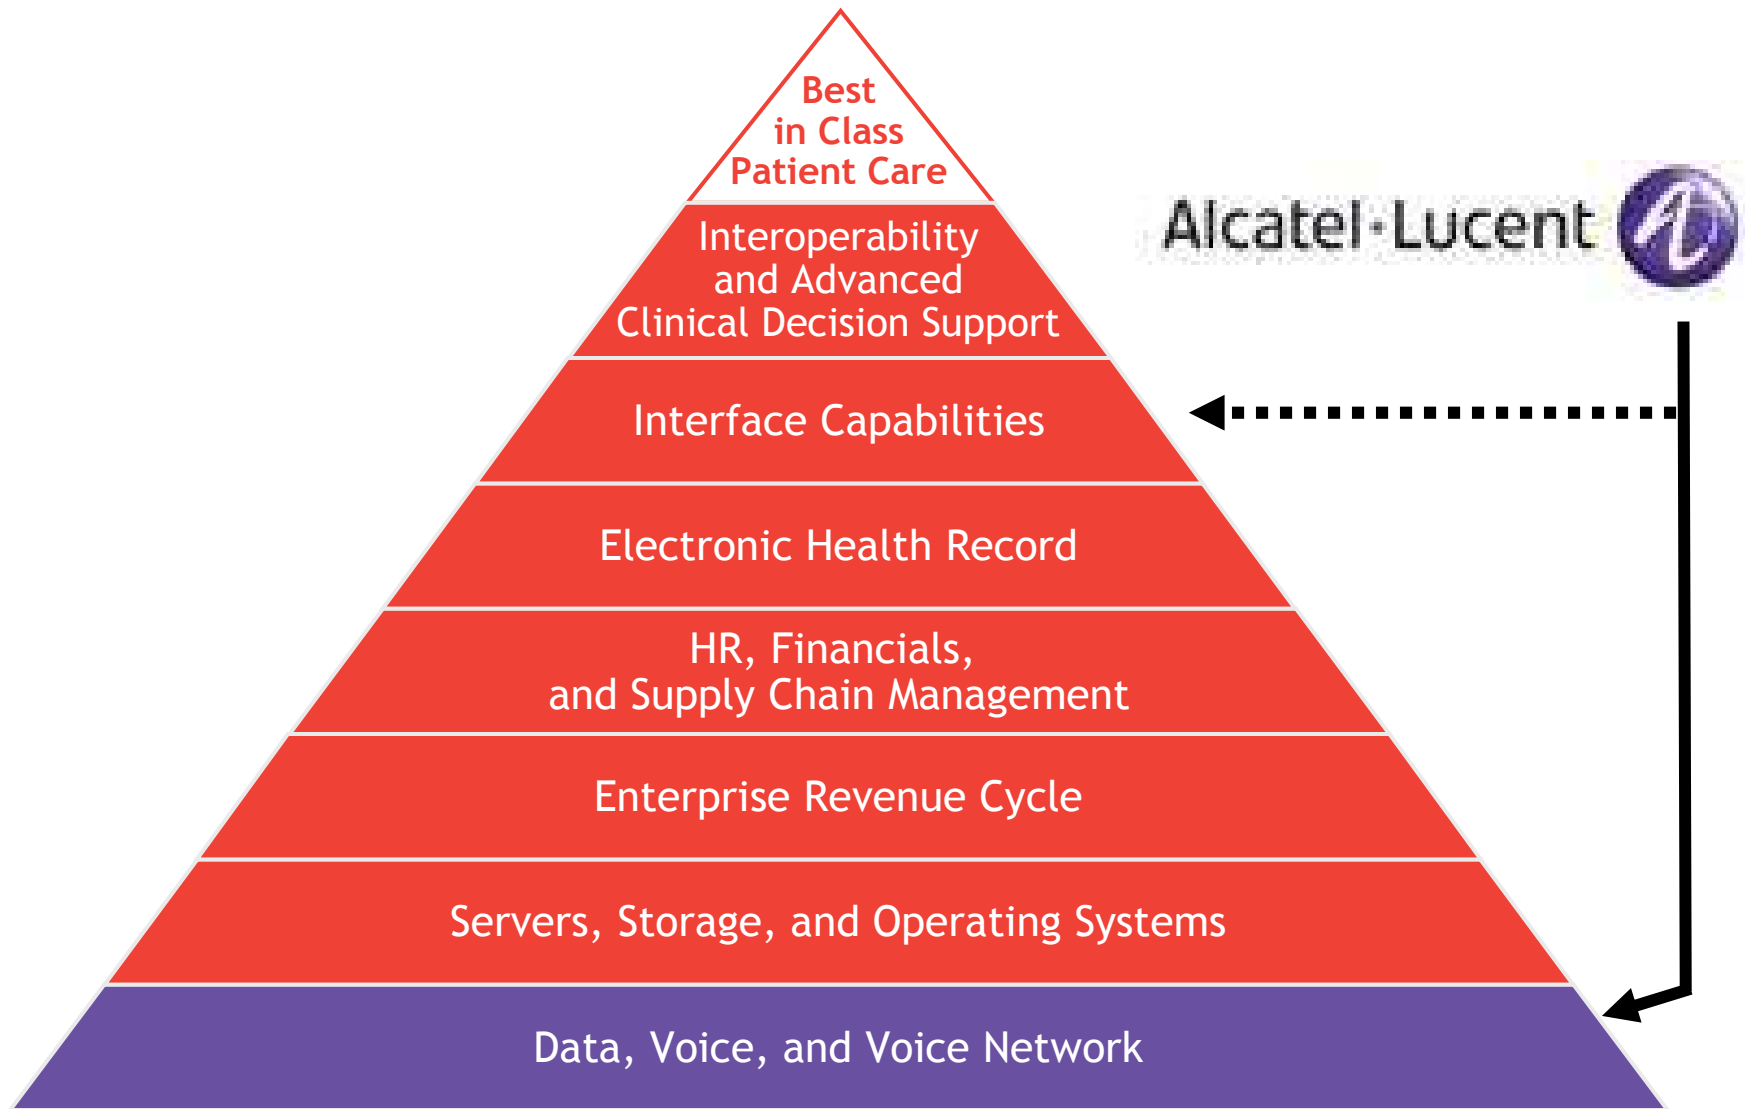 Best
in Class
Patient Care
Interoperability
and Advanced
Clinical Decision Support
Alcatel·Lucent
Interface Capabilities
Electronic Health Record
HR, Financials,
and Supply Chain Management
Enterprise Revenue Cycle
Servers, Storage, and Operating Systems
Data, Voice, and Voice Network